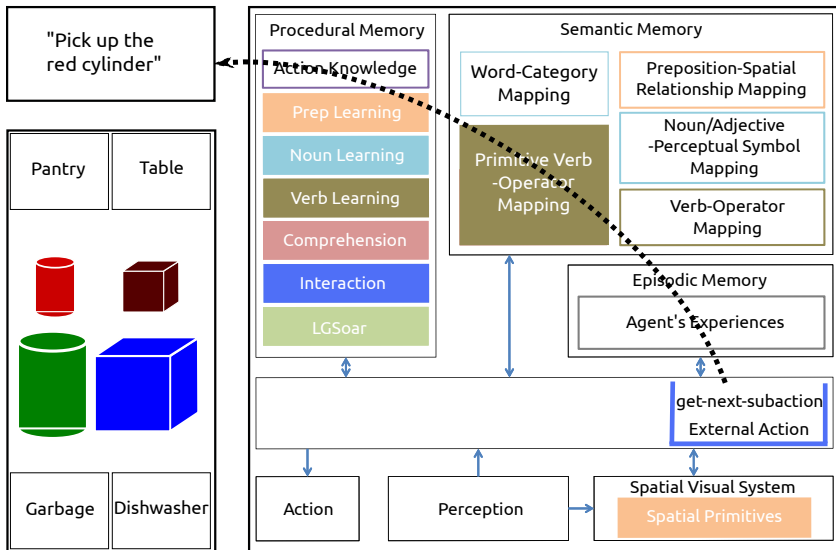 "Pick up the
red cylinder"
Pantry
Table
Garbage
Dishwasher
Procedural Memory
Action Knowledge
Prep Learning
Noun Learning
Verb Learning
Comprehension
Interaction
LGSoar
Semantic Memory
Word-Category
Mapping
Primitive Verb
-Operator
Mapping
Preposition-Spatial
Relationship Mapping
Noun/Adjective
-Perceptual Symbol
Mapping
Verb-Operator
Mapping
Episodic Memory
Agent's Experiences
get-next-subaction
External Action
Action
Perception
Spatial Visual System
Spatial Primitives